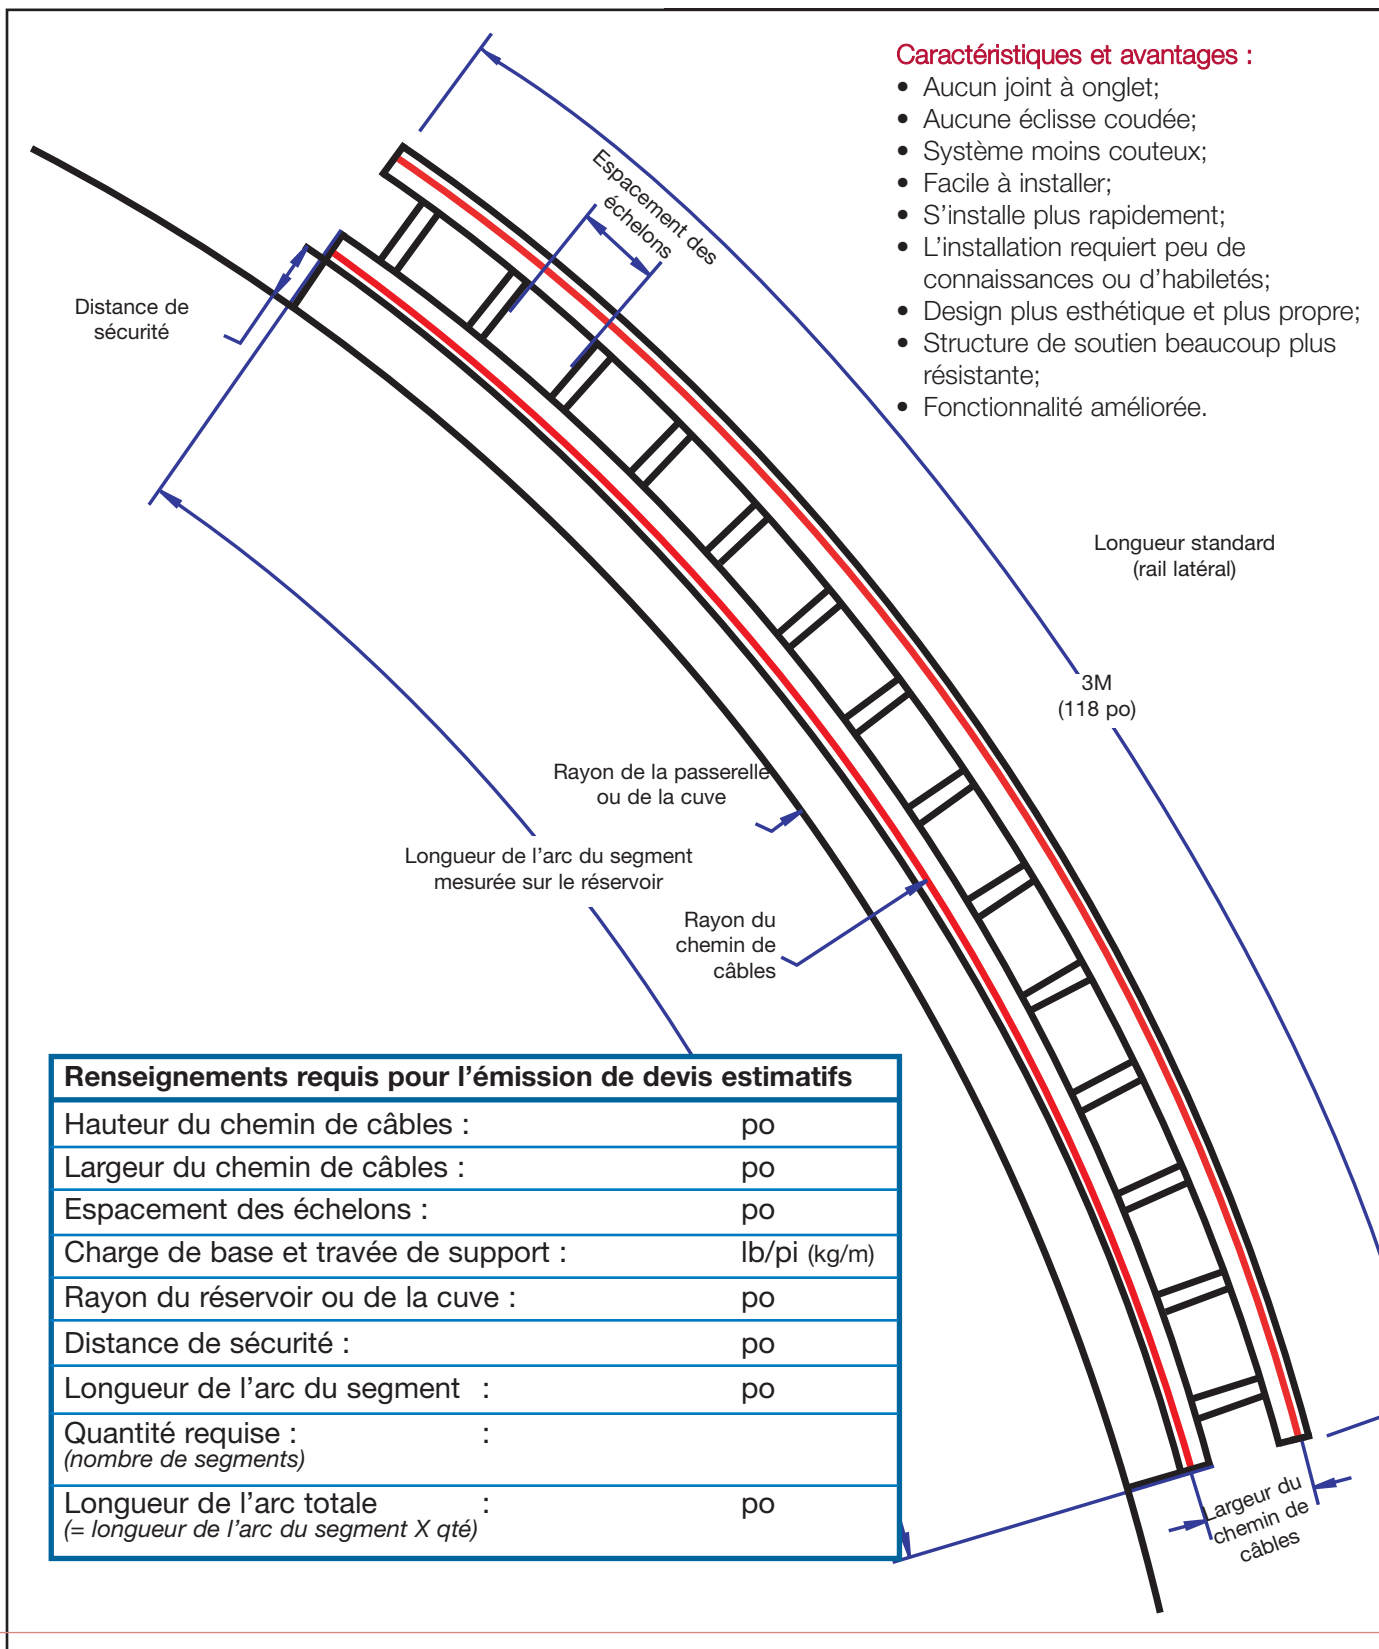 Caractéristiques et avantages :
• Aucun joint à onglet;
• Aucune éclisse coudée;
• Système moins couteux;
• Facile à installer;
• S'installe plus rapidement;
• L'installation requiert peu de
connaissances ou d'habiletés;
• Design plus esthétique et plus propre;
• Structure de soutien beaucoup plus
résistante;
• Fonctionnalité améliorée.
Espacement des
échelons
Distance de
sécurité
Longueur standard
(rail latéral)
3M
(118 po)
Rayon de la passerelle
ou de la cuve
Longueur de l'arc du segment
mesurée sur le réservoir
Rayon du
chemin de
câbles
Renseignements requis pour l'émission de devis estimatifs
Hauteur du chemin de câbles : po
Largeur du chemin de câbles : po
Espacement des échelons : po
Charge de base et travée de support : lb/pi (kg/m)
Rayon du réservoir ou de la cuve : po
Distance de sécurité : po
Longueur de l'arc du segment : po
Quantité requise : :
(nombre de segments)
Longueur de l'arc totale : po
(= longueur de l'arc du segment X qté)
Largeur du
chemin de
câbles